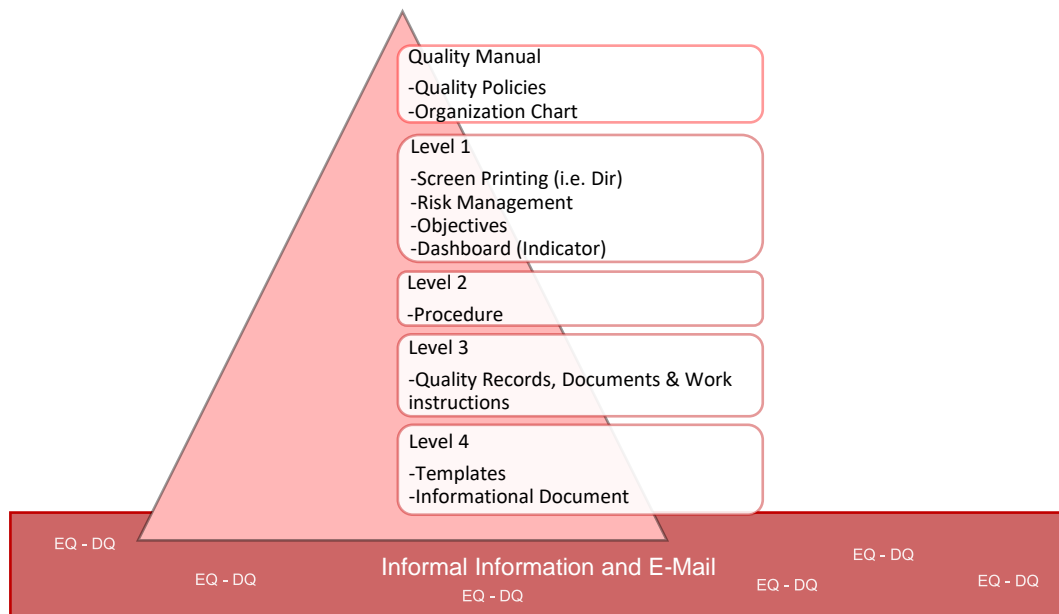 Quality Manual
-Quality Policies
-Organization Chart
Level 1
-Screen Printing (i.e. Dir)
-Risk Management
-Objectives
-Dashboard (Indicator)
Level 2
-Procedure
Level 3
-Quality Records, Documents & Work
instructions
Level 4
-Templates
-Informational Document
EQ - DQ
Informal Information and E-Mail
EQ - DQ
EQ - DQ
EQ - DQ
EQ - DQ
EQ - DQ